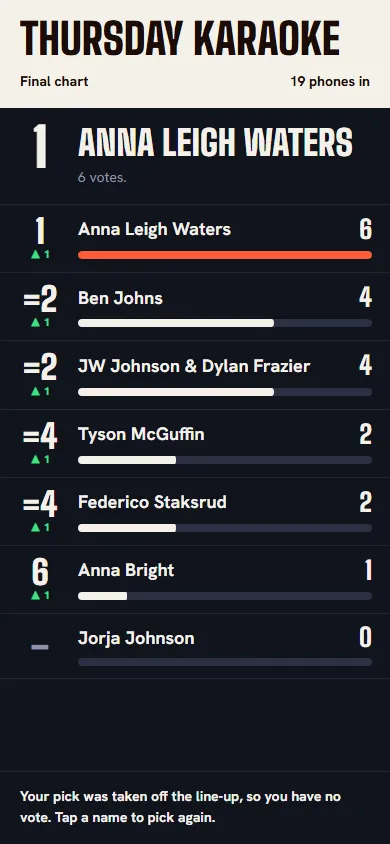 THURSDAY KARAOKE
Final chart 19 phones in
1 ANNA LEIGH WATERS
6 votes.
1 Anna Leigh Waters 6
▲ 1
=2 Ben Johns 4
▲ 1
=2 JW Johnson & Dylan Frazier 4
▲ 1
=4 Tyson McGuffin 2
▲ 1
=4 Federico Staksrud 2
▲ 1
6 Anna Bright 1
▲ 1
– Jorja Johnson 0
Your pick was taken off the line-up, so you have no
vote. Tap a name to pick again.